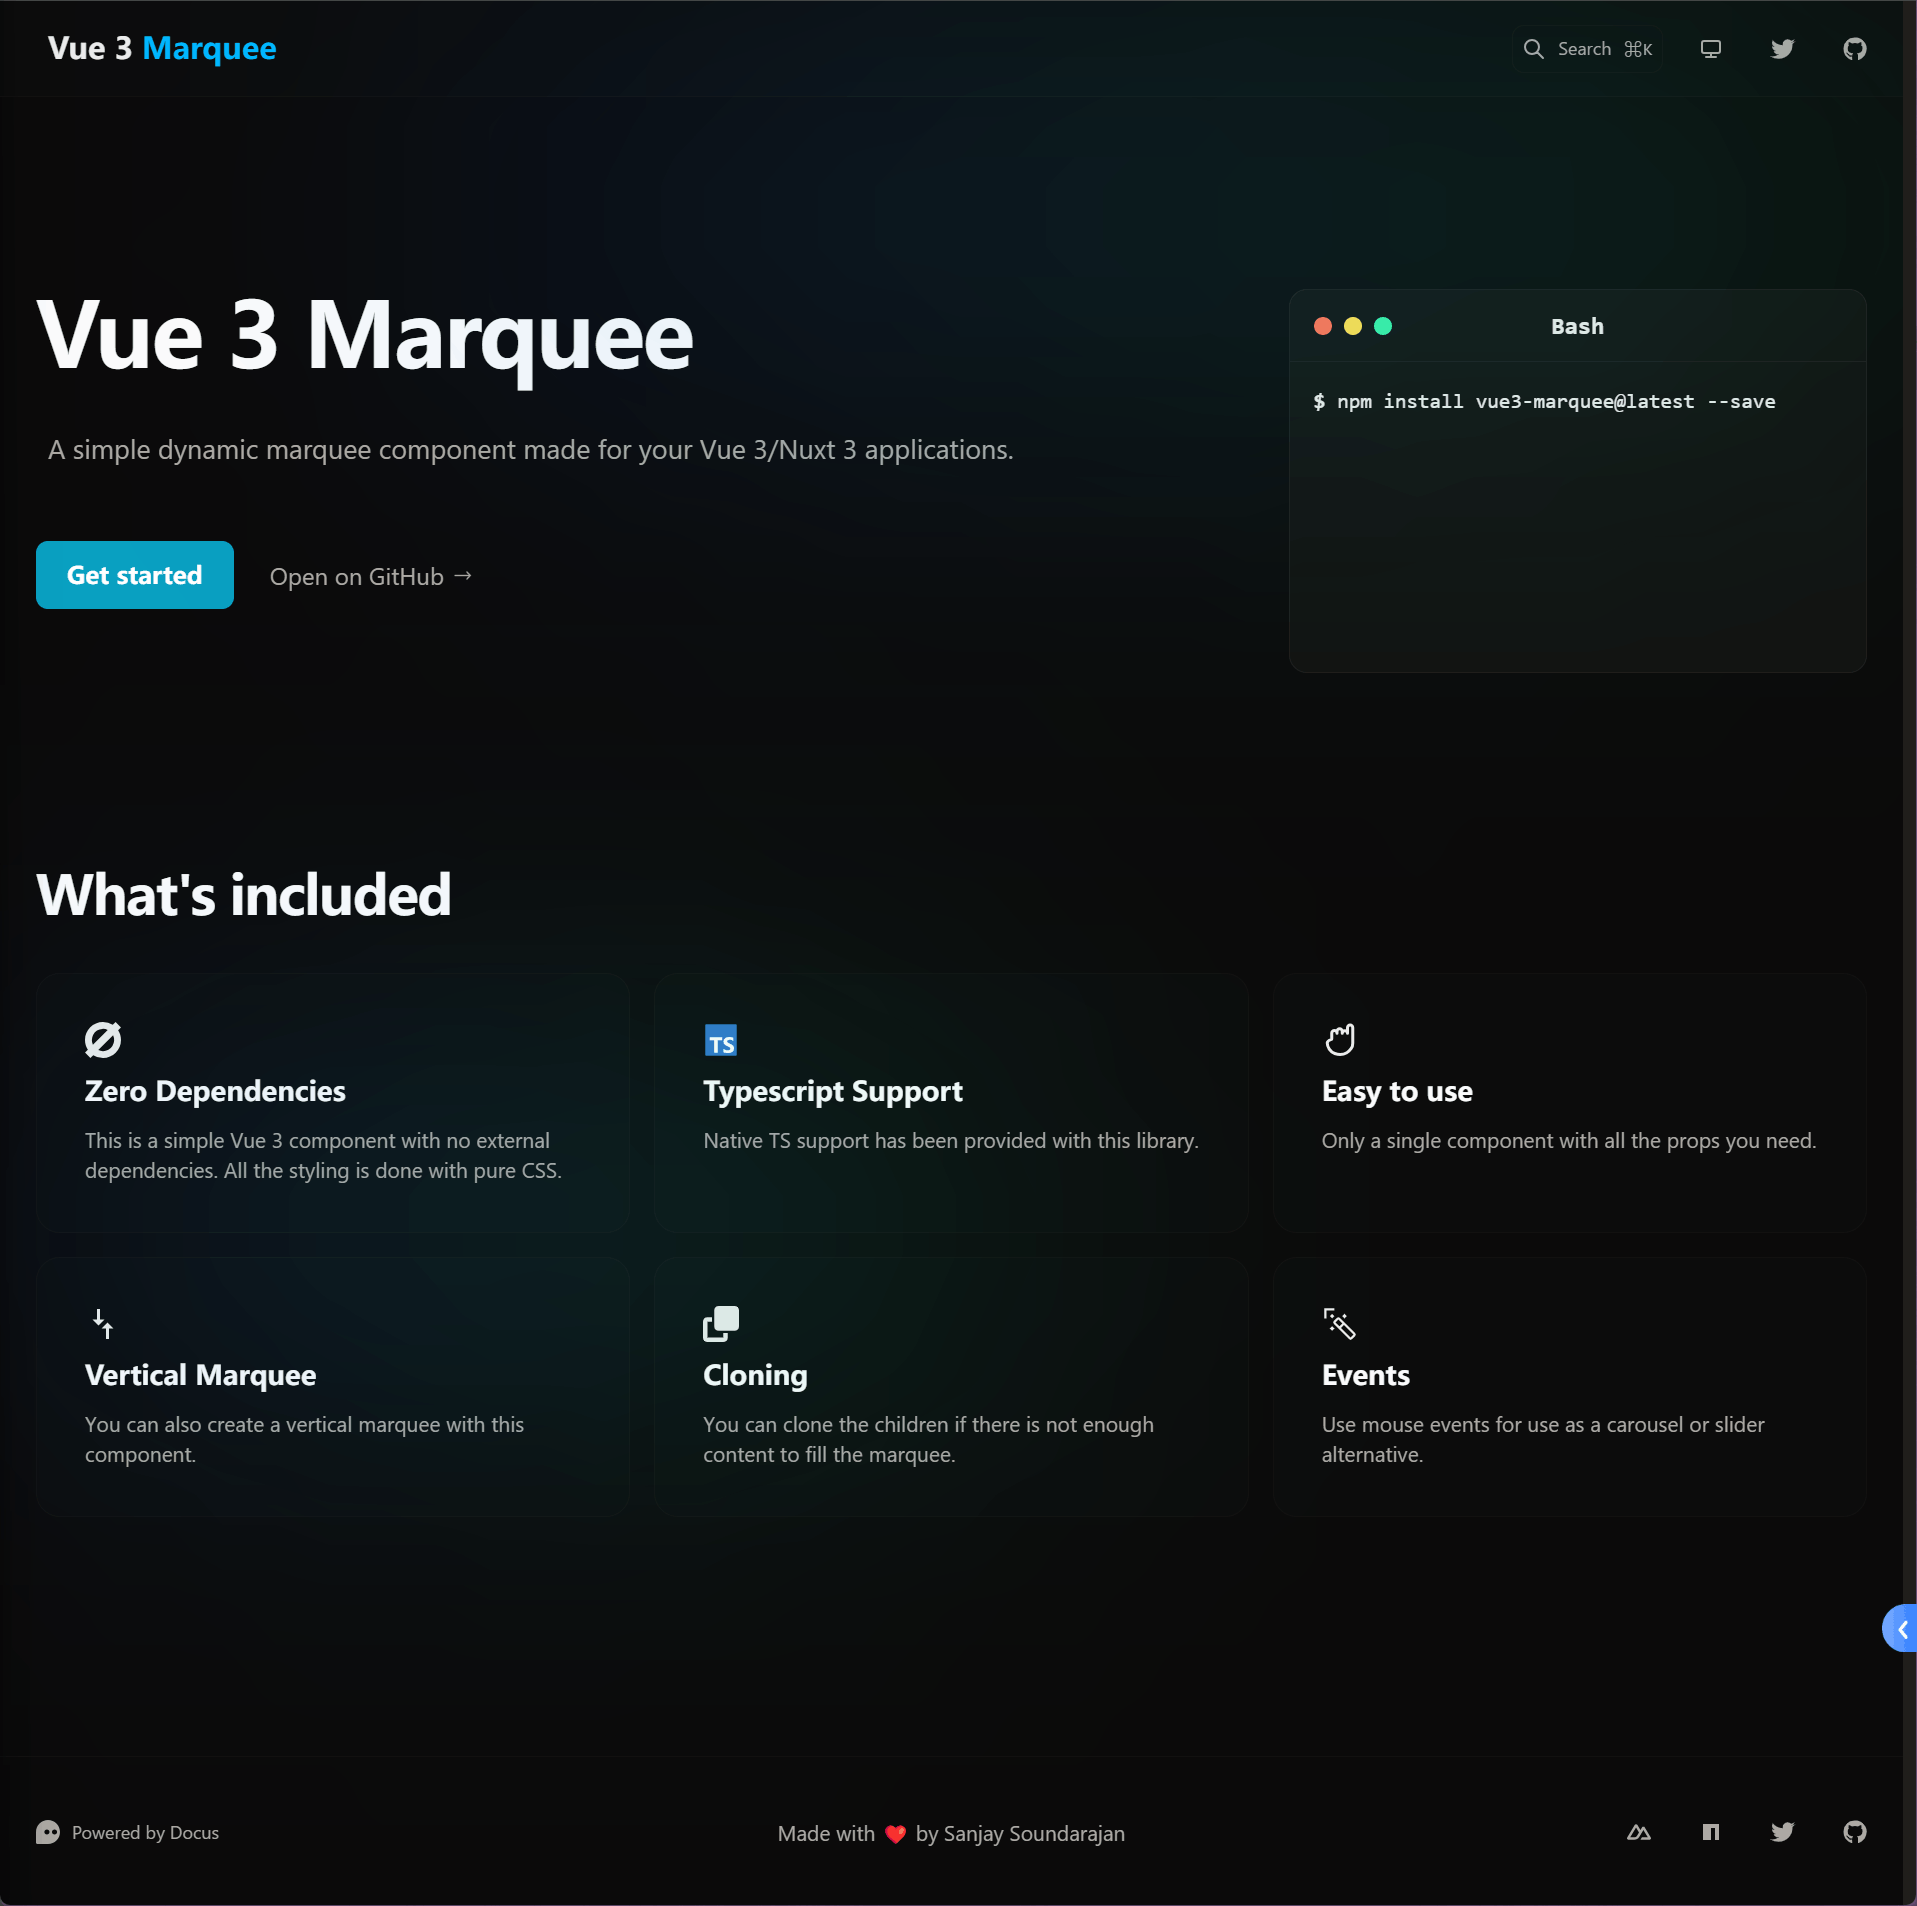 Vue 3 Marquee
Search ⌘K
Vue 3 Marquee
A simple dynamic marquee component made for your Vue 3/Nuxt 3 applications.
Get started
Open on GitHub →
Bash
$ npm install vue3-marquee@latest --save
What's included
Zero Dependencies
This is a simple Vue 3 component with no external
dependencies. All the styling is done with pure CSS.
TS
Typescript Support
Native TS support has been provided with this library.
Easy to use
Only a single component with all the props you need.
Vertical Marquee
You can also create a vertical marquee with this
component.
Cloning
You can clone the children if there is not enough
content to fill the marquee.
Events
Use mouse events for use as a carousel or slider
alternative.
Powered by Docus
Made with ❤️ by Sanjay Soundarajan